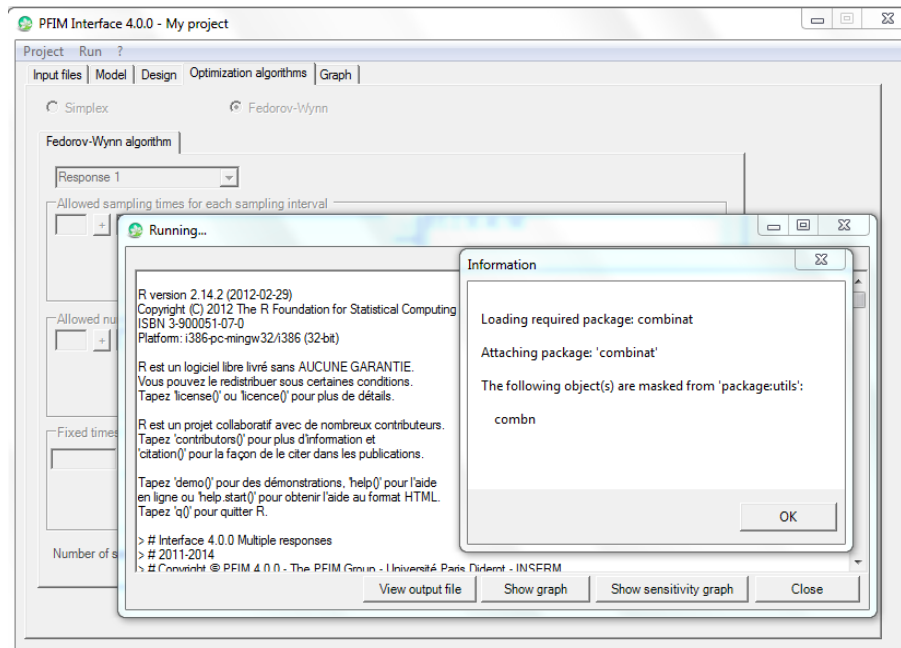 PFIM Interface 4.0.0 - My project
Project Run ?
Input files Model Design Optimization algorithms Graph
Simplex Fedorov-Wynn
Fedorov-Wynn algorithm
Response 1
Allowed sampling times for each sampling interval
+
Running...
R version 2.14.2 (2012-02-29)
Copyright (C) 2012 The R Foundation for Statistical Computing
ISBN 3-900051-07-0
Platform: i386-pc-mingw32/i386 (32-bit)
R est un logiciel libre livré sans AUCUNE GARANTIE.
Vous pouvez le redistribuer sous certaines conditions.
Tapez 'license()' ou 'licence()' pour plus de détails.
R est un projet collaboratif avec de nombreux contributeurs.
Tapez 'contributors()' pour plus d'information et
'citation()' pour la façon de le citer dans les publications.
Tapez 'demo()' pour des démonstrations, 'help()' pour l'aide
en ligne ou 'help.start()' pour obtenir l'aide au format HTML.
Tapez 'q()' pour quitter R.
> # Interface 4.0.0 Multiple responses
> # 2011-2014
> # Copyright © PFIM 4.0.0 - The PFIM Group - Université Paris Diderot - INSERM
View output file Show graph Show sensitivity graph Close
Information
Loading required package: combinat
Attaching package: 'combinat'
The following object(s) are masked from 'package:utils':
combn
OK
Allowed
+
Fixed times
Number of